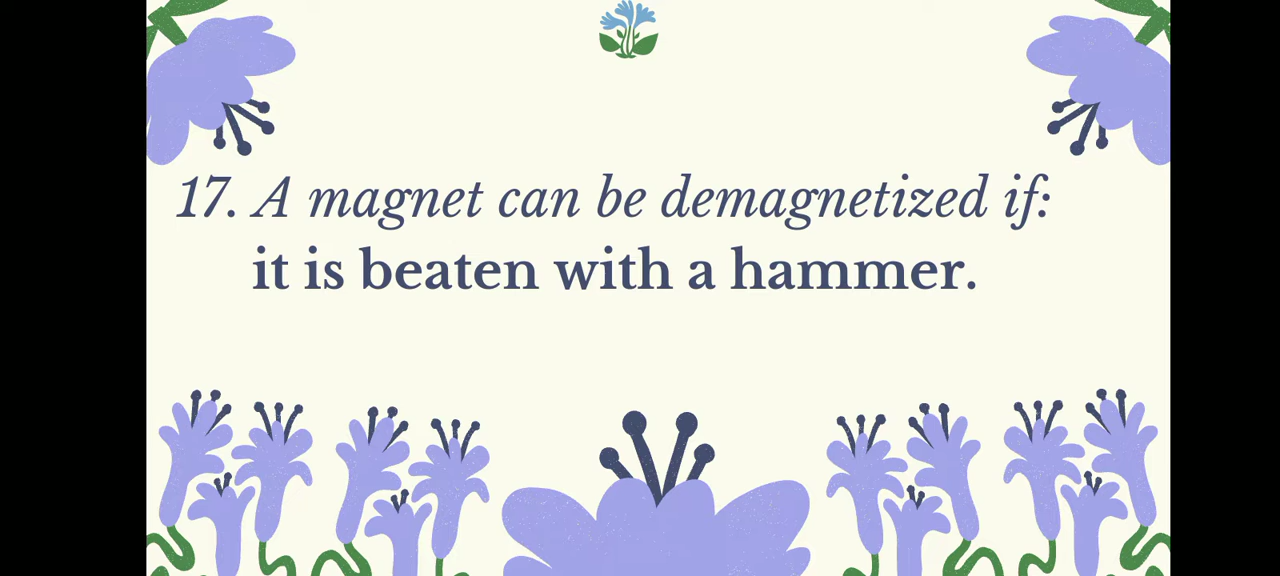 17. A magnet can be demagnetized if:
it is beaten with a hammer.